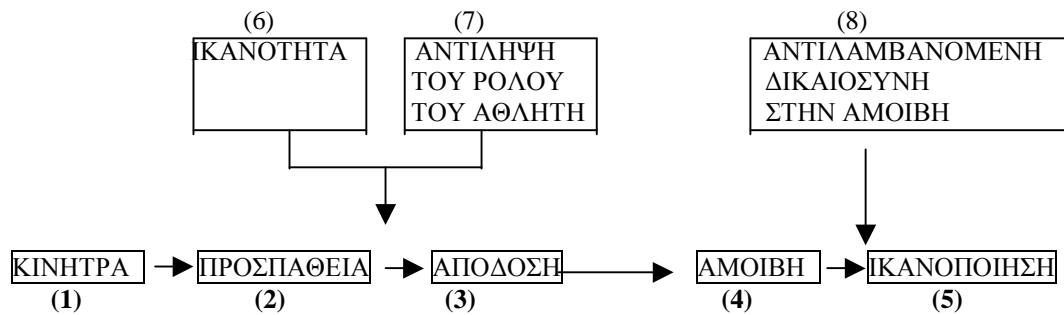 (6)
ΙΚΑΝΟΤΗΤΑ
(7)
ΑΝΤΙΛΗΨΗ
ΤΟΥ ΡΟΛΟΥ
ΤΟΥ ΑΘΛΗΤΗ
(8)
ΑΝΤΙΛΑΜΒΑΝΟΜΕΝΗ
ΔΙΚΑΙΟΣΥΝΗ
ΣΤΗΝ ΑΜΟΙΒΗ
ΚΙΝΗΤΡΑ
(1)
ΠΡΟΣΠΑΘΕΙΑ
(2)
ΑΠΟΔΟΣΗ
(3)
ΑΜΟΙΒΗ
(4)
ΙΚΑΝΟΠΟΙΗΣΗ
(5)